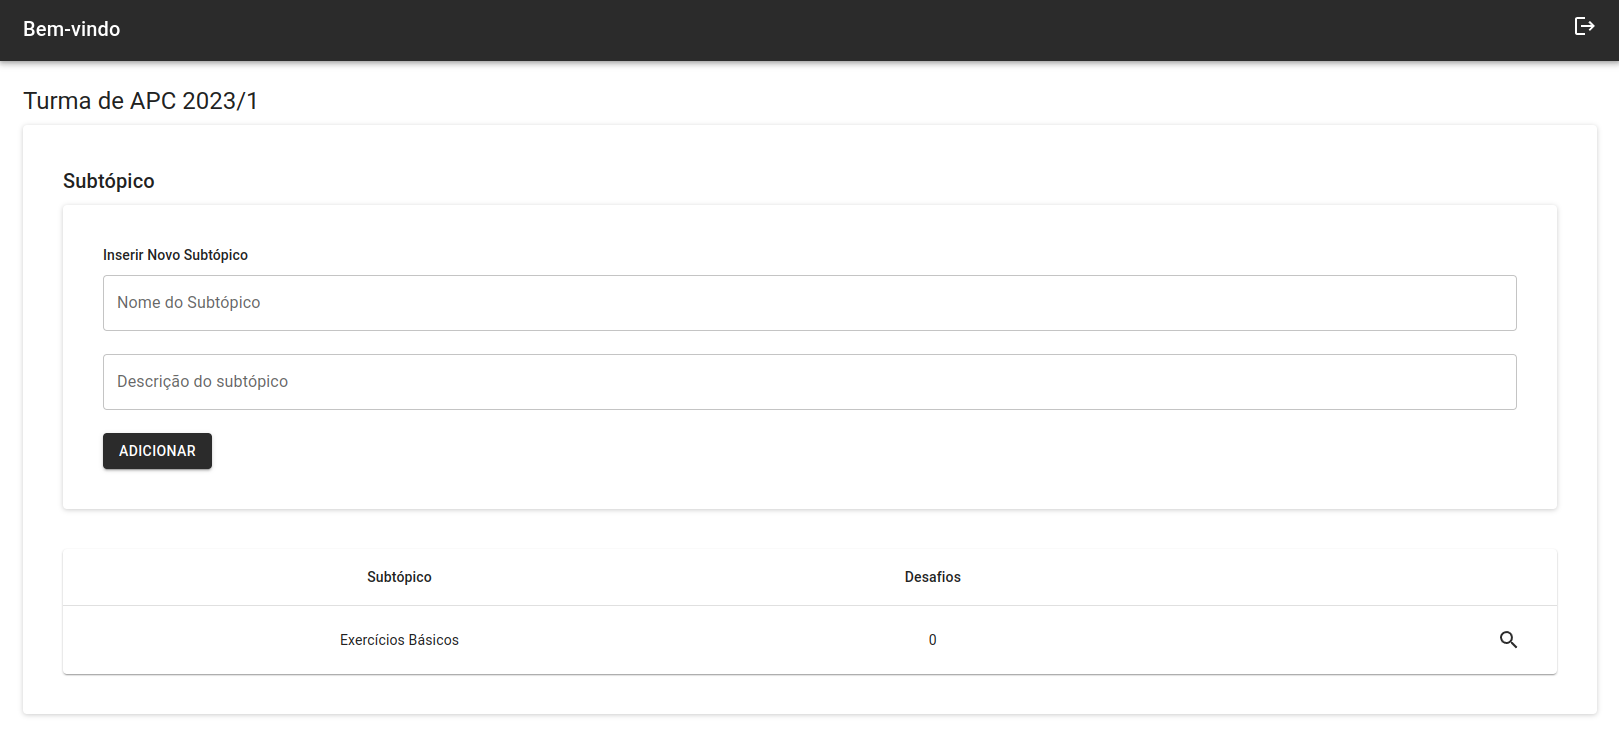 Bem-vindo
Turma de APC 2023/1
Subtópico
Inserir Novo Subtópico
Nome do Subtópico
Descrição do subtópico
ADICIONAR
Subtópico Desafios
Exercícios Básicos 0